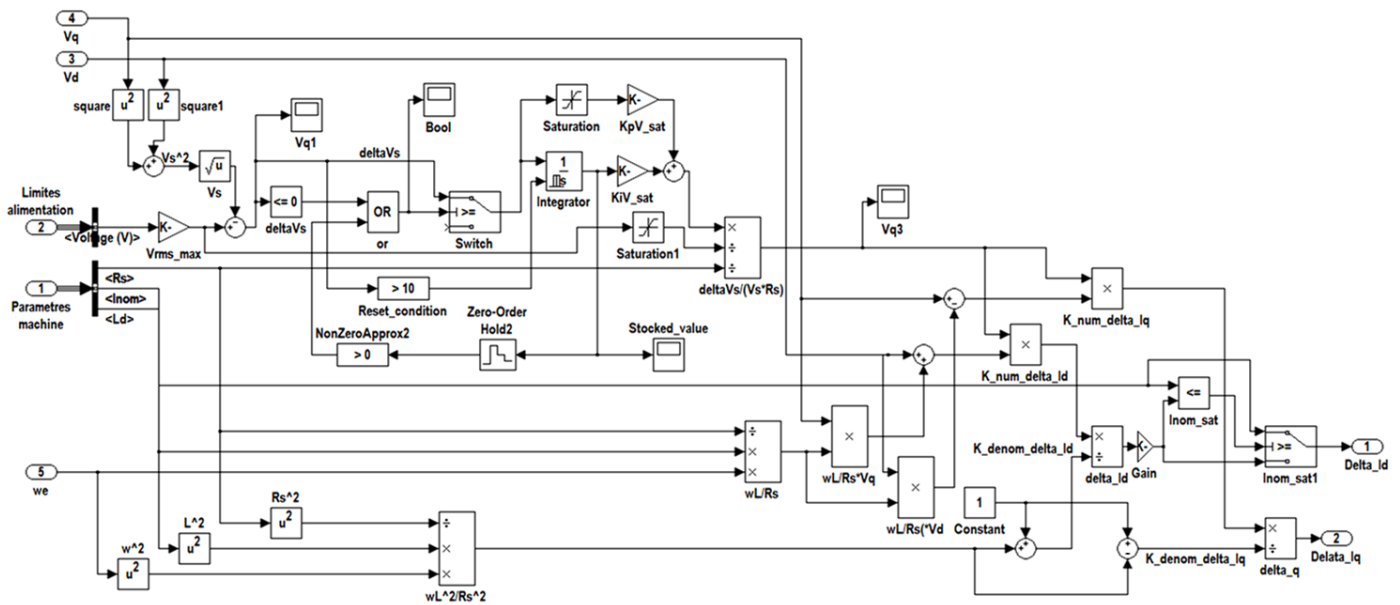 4
Vq
3
Vd
square
u²
u²
square1
Vs^2
√u
Vs
Vq1
Bool
Saturation
K-
KpV_sat
deltaVs
1
s
Integrator
K-
KiV_sat
Limites
alimentation
2
<Voltage (V)>
K-
Vrms_max
<= 0
deltaVs
OR
or
>=
Switch
Saturation1
×
÷
÷
deltaVs/(Vs*Rs)
Vq3
1
Parametres
machine
<Rs>
<Inom>
<Ld>
> 10
Reset_condition
NonZeroApprox2
> 0
Zero-Order
Hold2
Stocked_value
×
K_num_delta_Iq
×
K_num_delta_Id
<=
Inom_sat
>=
Inom_sat1
1
Delta_Id
5
we
÷
×
×
wL/Rs
×
wL/Rs*Vq
×
wL/Rs(*Vd
K_denom_delta_Id
×
÷
delta_Id
K-
Gain
1
Constant
Rs^2
u²
L^2
u²
w^2
u²
÷
×
×
wL^2/Rs^2
K_denom_delta_Iq
×
÷
delta_q
2
Delata_Iq